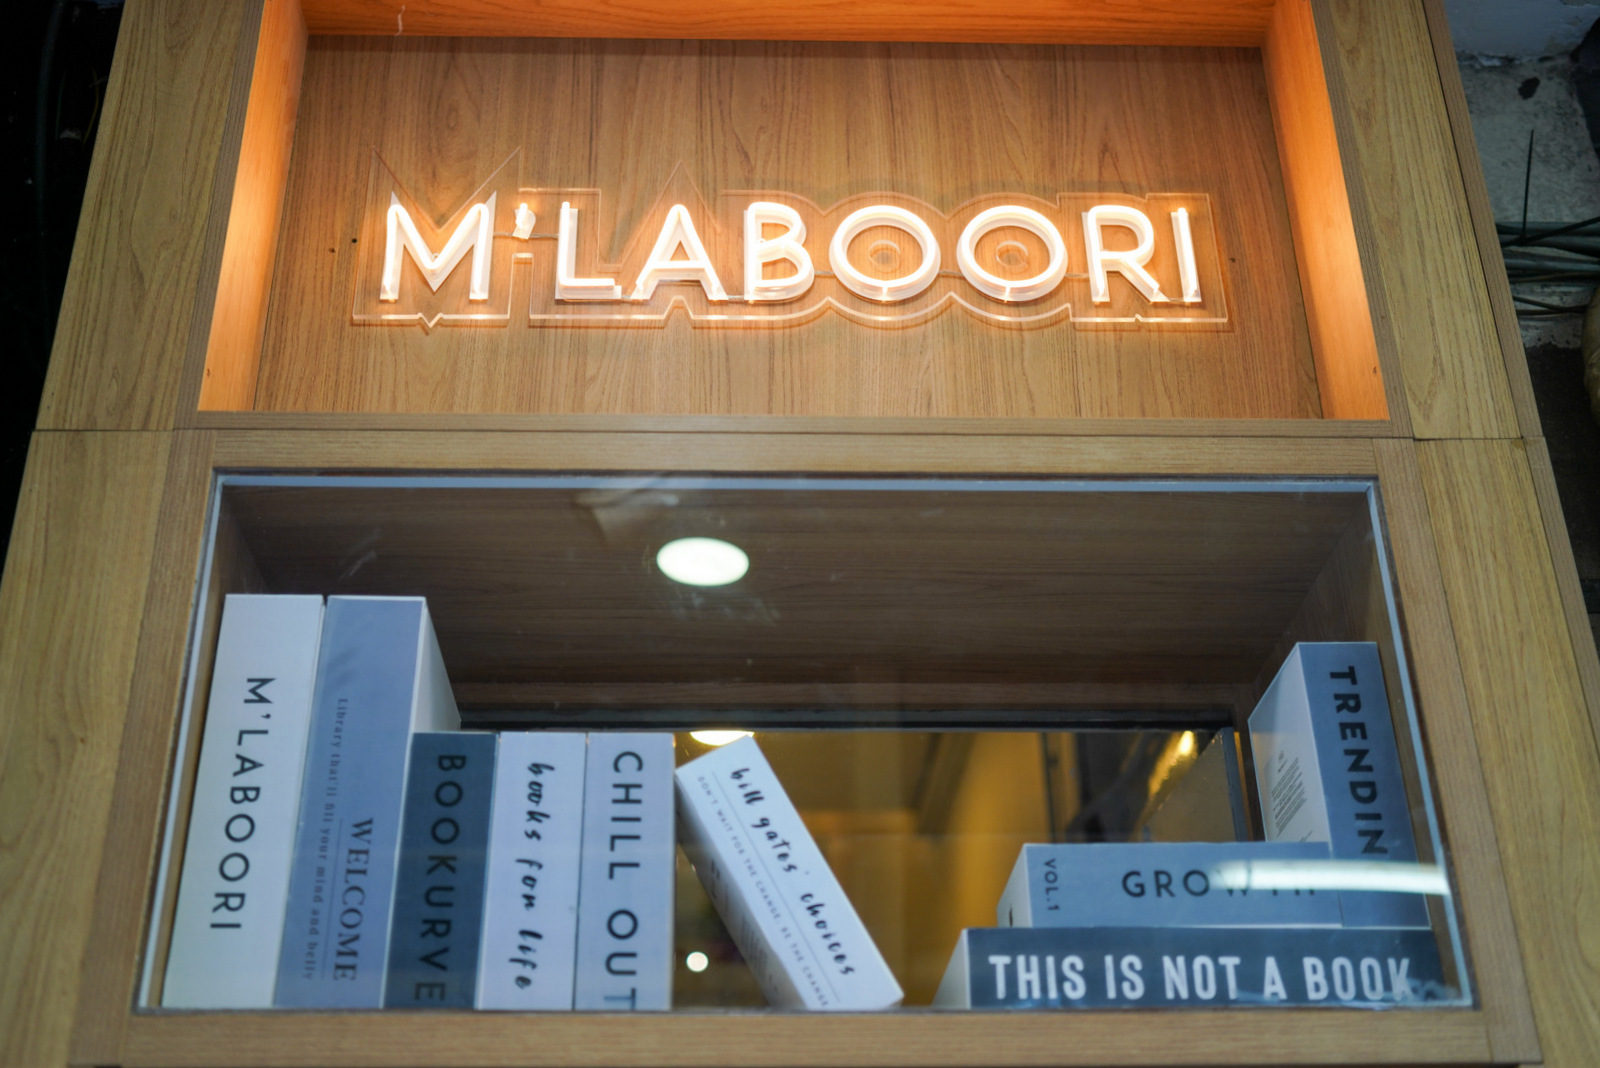 M'LABOORI
M'LABOORI
Library that'll fill your mind and belly
WELCOME
BOOKURVE
books for life
CHILL OUT
bill gates' choices
DON'T WAIT FOR THE CHANGE, BE THE CHANGE
TRENDIN
VOL.1
GROWTH
THIS IS NOT A BOOK